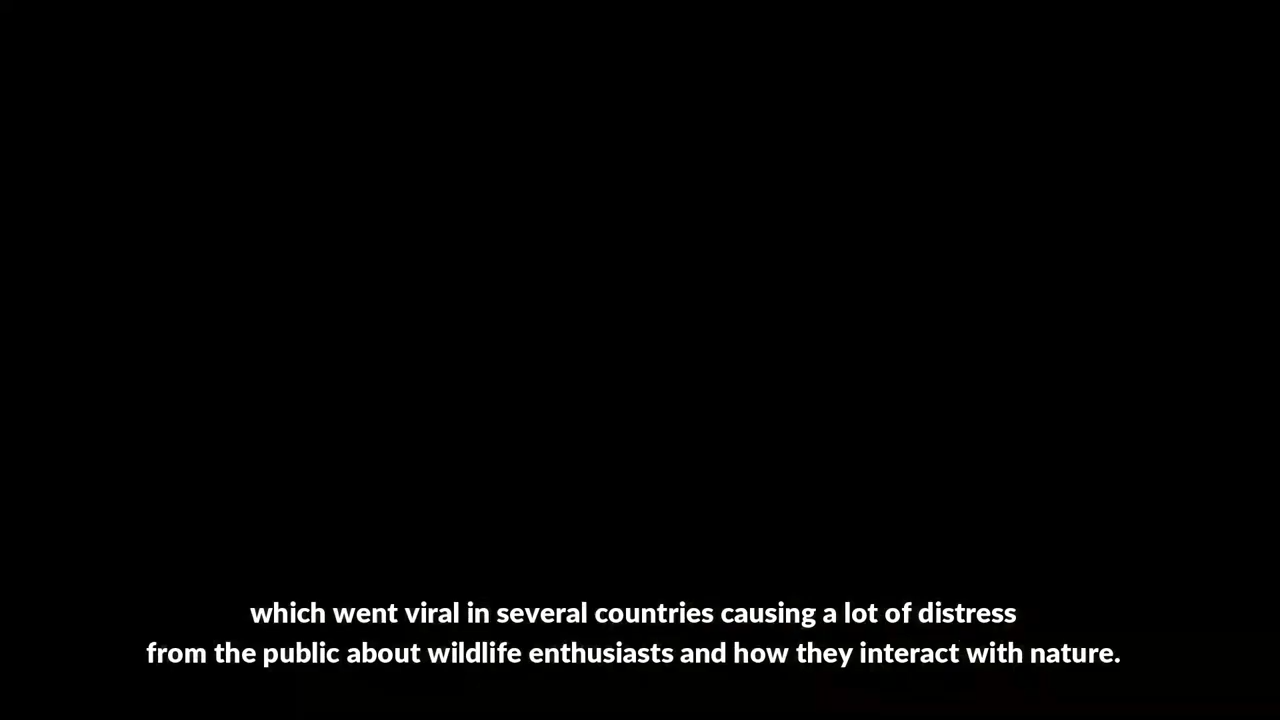 which went viral in several countries causing a lot of distress
from the public about wildlife enthusiasts and how they interact with nature.